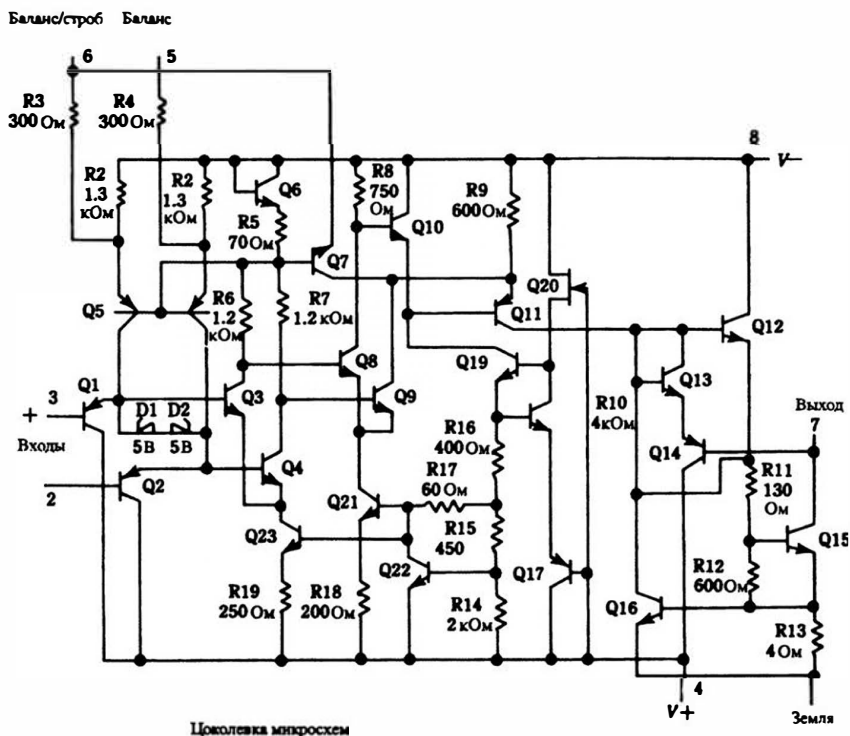 Баланс/строб Баланс
6 5
R3
300 Ом
R4
300 Ом
8
V−
R2
1.3
кОм
R2
1.3
кОм
Q6
R5
70 Ом
R8
750
Ом
Q10
R9
600 Ом
Q7
Q20
Q5
R6
1.2 кОм
R7
1.2 кОм
Q11
Q12
Q8
Q19
Q1
3
+
Входы
D1 D2
5В 5В
Q3
Q9
Q13
R10
4кОм
Выход
7
R16
400 Ом
Q14
Q2
2
Q4
R17
60 Ом
R11
130
Ом
Q21
Q23
R15
450
Q15
Q22
Q17
R12
600 Ом
Q16
R19
250 Ом
R18
200 Ом
R14
2 кОм
R13
4 Ом
4
V+
Земля
Цоколевка микросхем